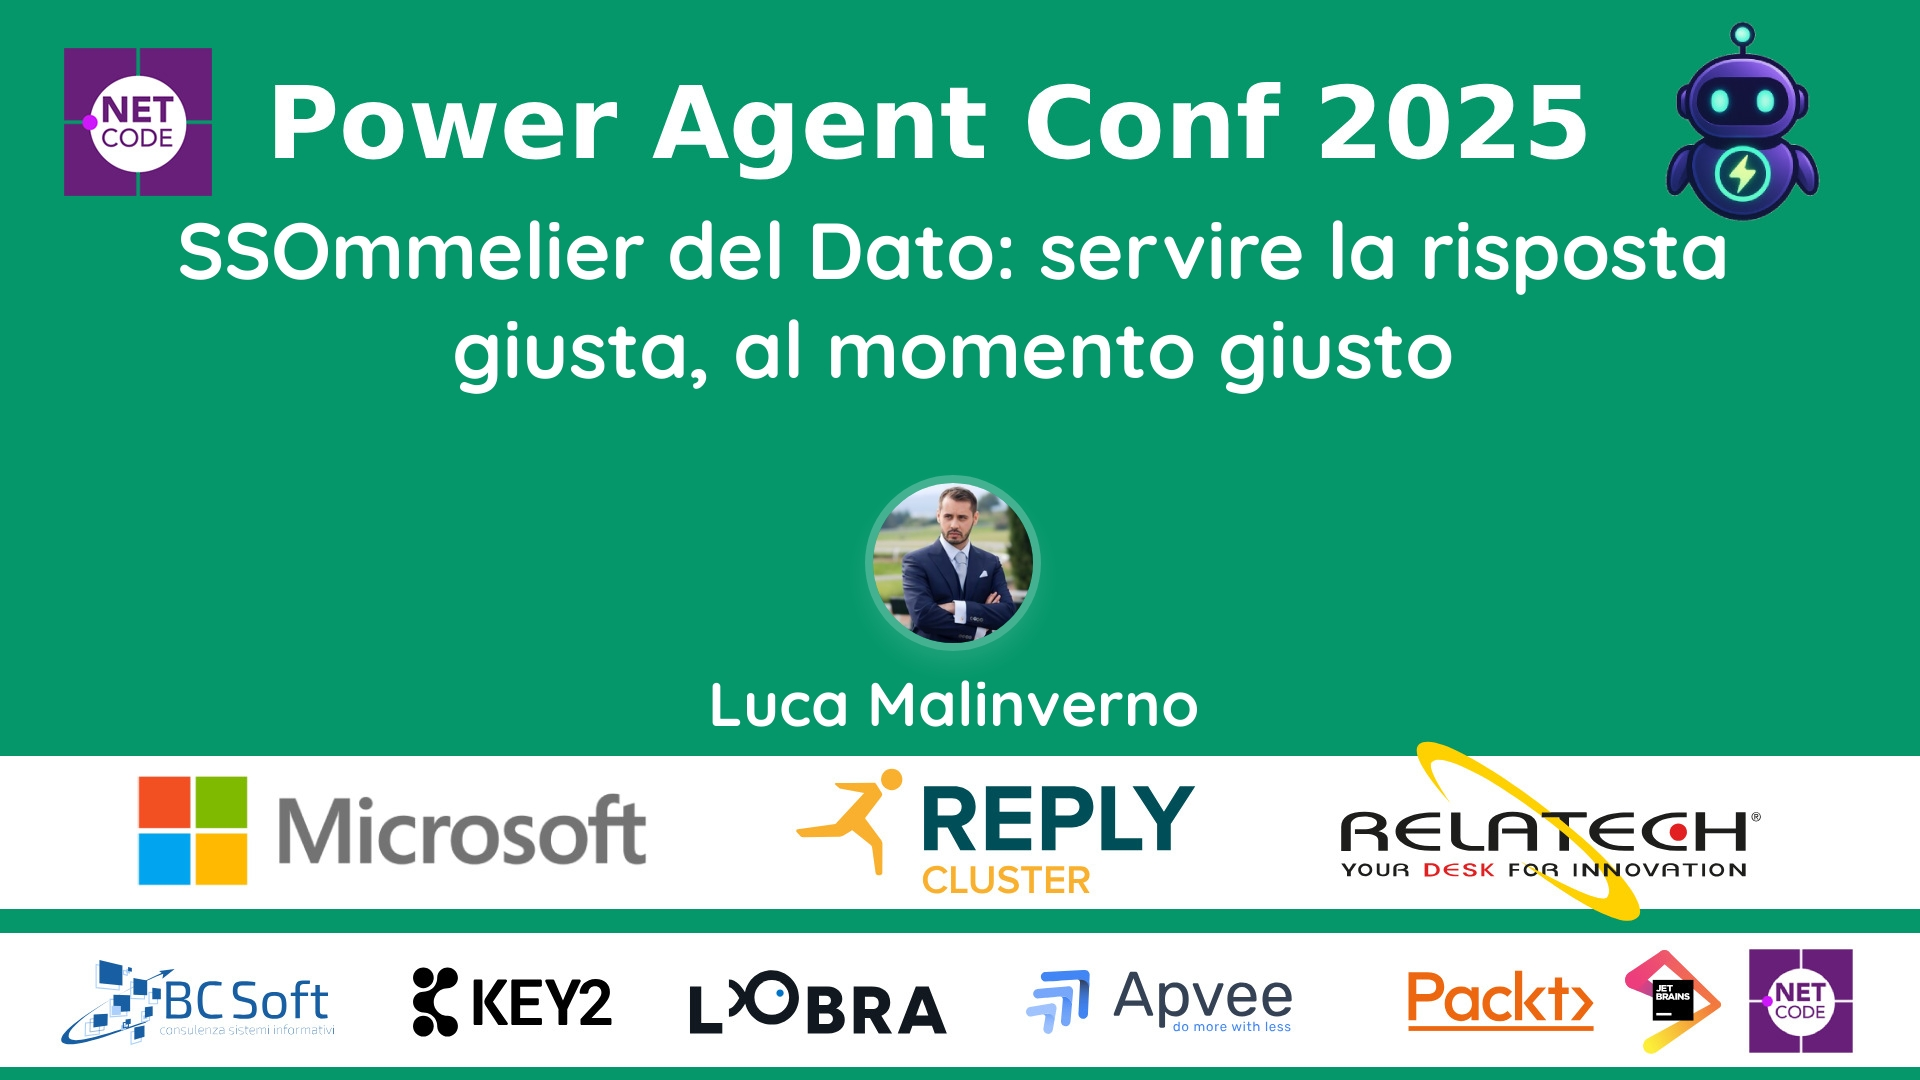 NET
CODE
Power Agent Conf 2025
SSOmmelier del Dato: servire la risposta
giusta, al momento giusto
Luca Malinverno
Microsoft
REPLY
CLUSTER
RELATECH®
YOUR DESK FOR INNOVATION
BC Soft
consulenza sistemi informativi
KEY2
LOBRA
Apvee
do more with less
Packt>
JET
BRAINS
NET
CODE